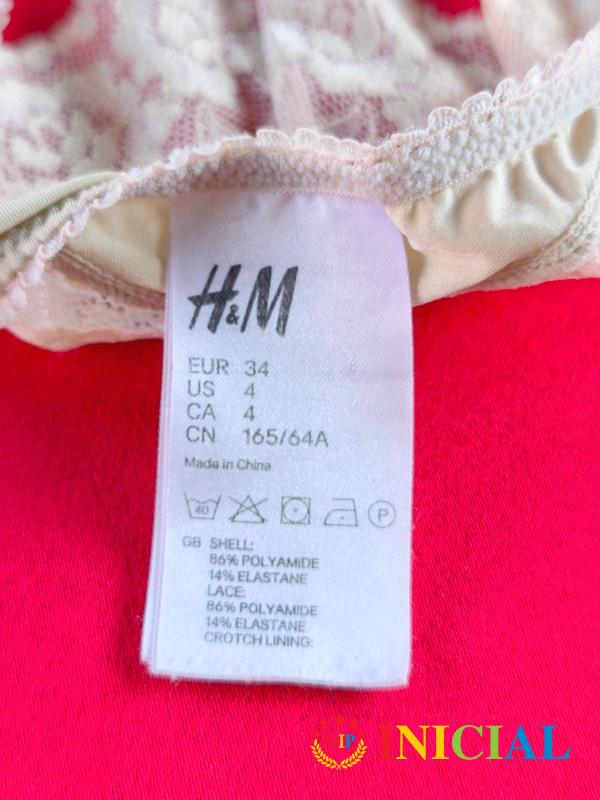 H&M
EUR 34
US 4
CA 4
CN 165/64A
Made in China
40 P
GB SHELL:
86% POLYAMIDE
14% ELASTANE
LACE:
86% POLYAMIDE
14% ELASTANE
CROTCH LINING:
IP INICIAL